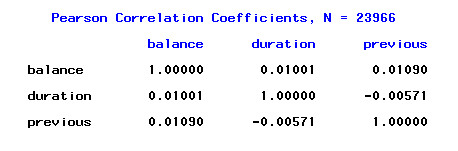 Pearson Correlation Coefficients, N = 23966
balance duration previous
balance 1.00000 0.01001 0.01090
duration 0.01001 1.00000 -0.00571
previous 0.01090 -0.00571 1.00000